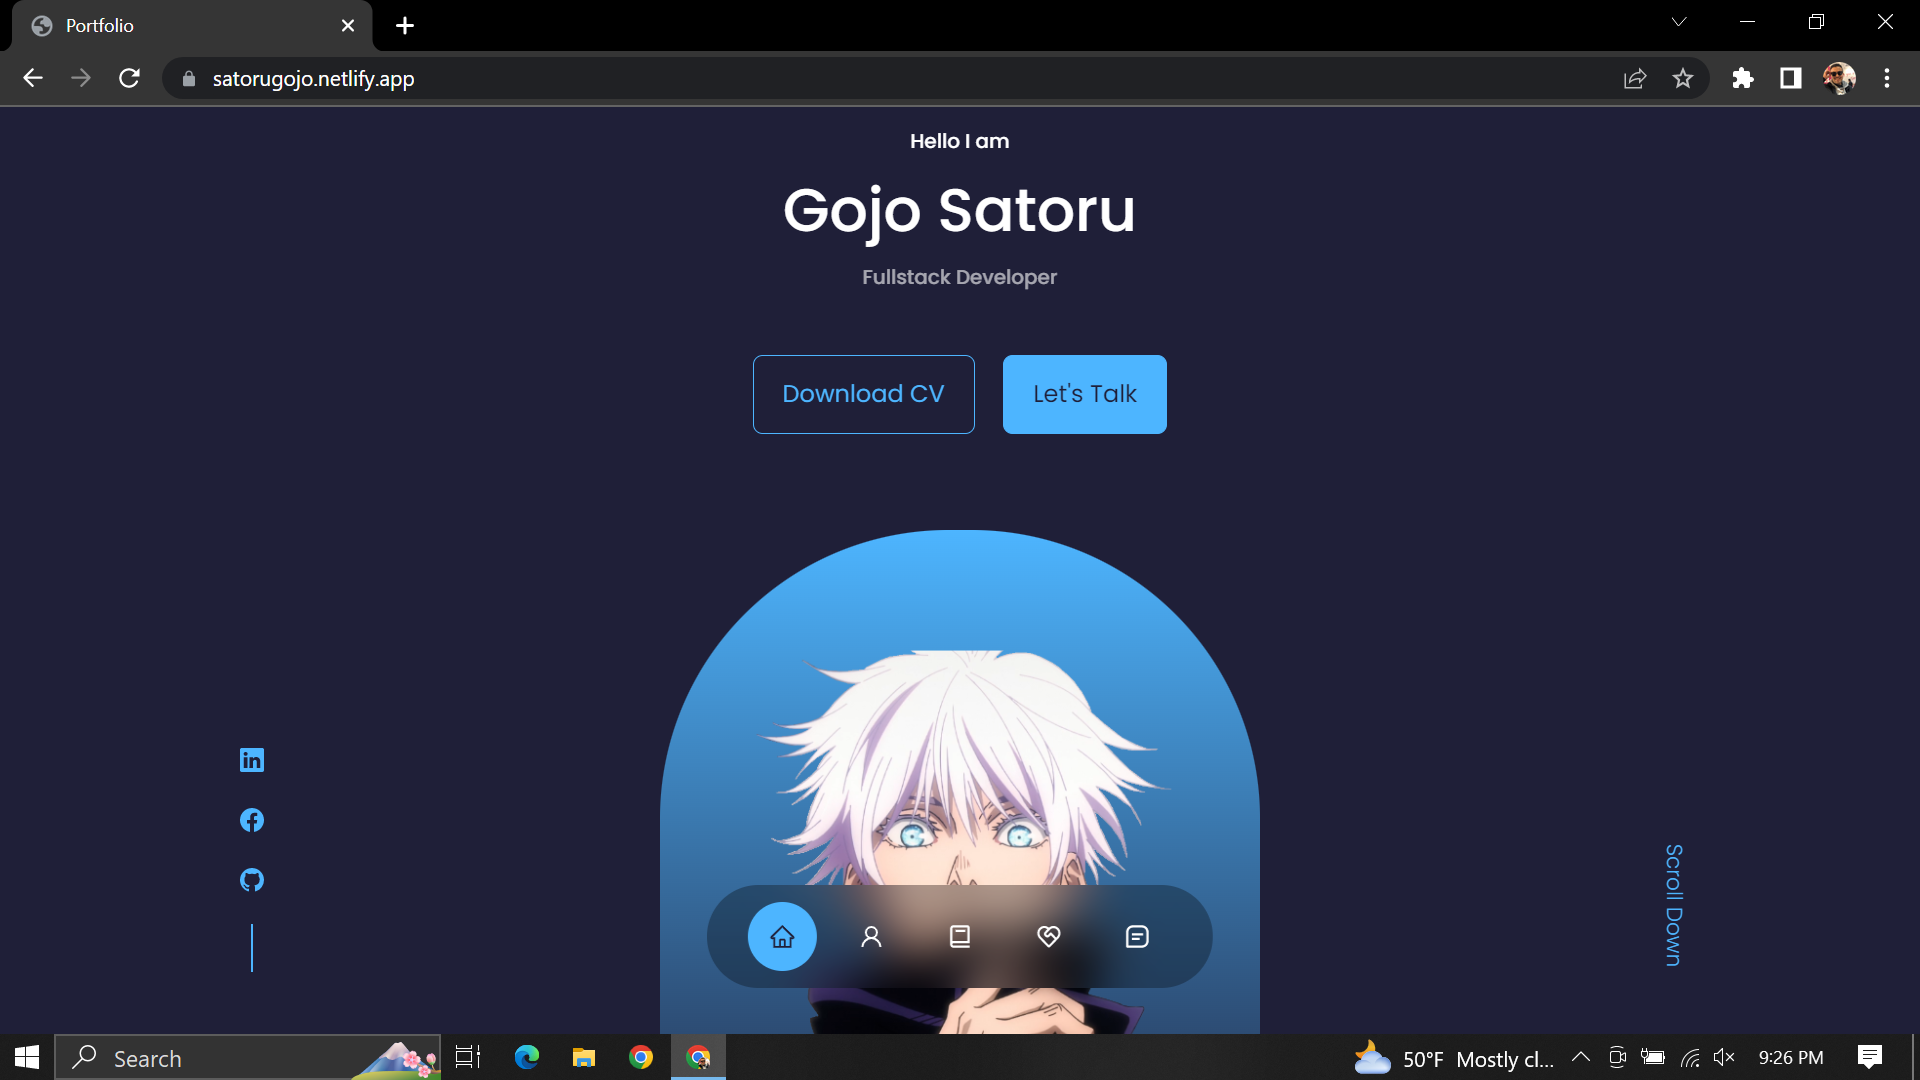 Portfolio
satorugojo.netlify.app
Hello I am
Gojo Satoru
Fullstack Developer
Download CV
Let's Talk
in
Scroll Down
Search
50°F Mostly cl...
9:26 PM